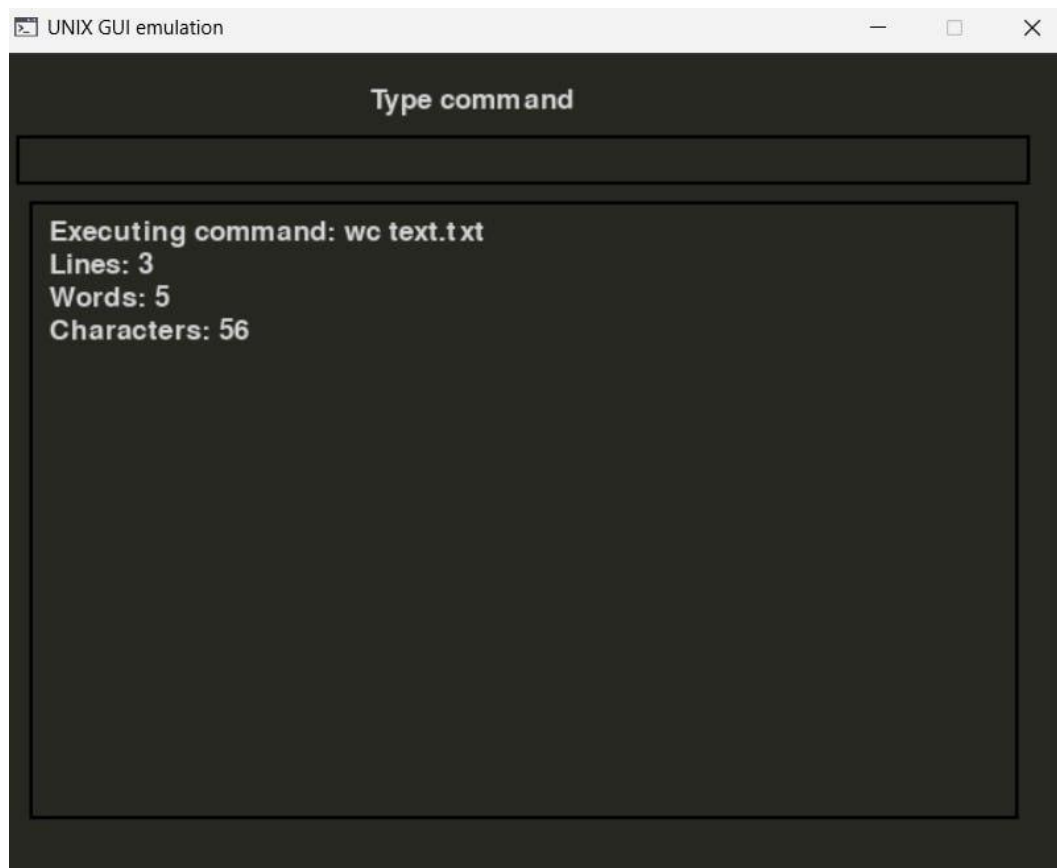 UNIX GUI emulation
Type command
Executing command: wc text.txt
Lines: 3
Words: 5
Characters: 56